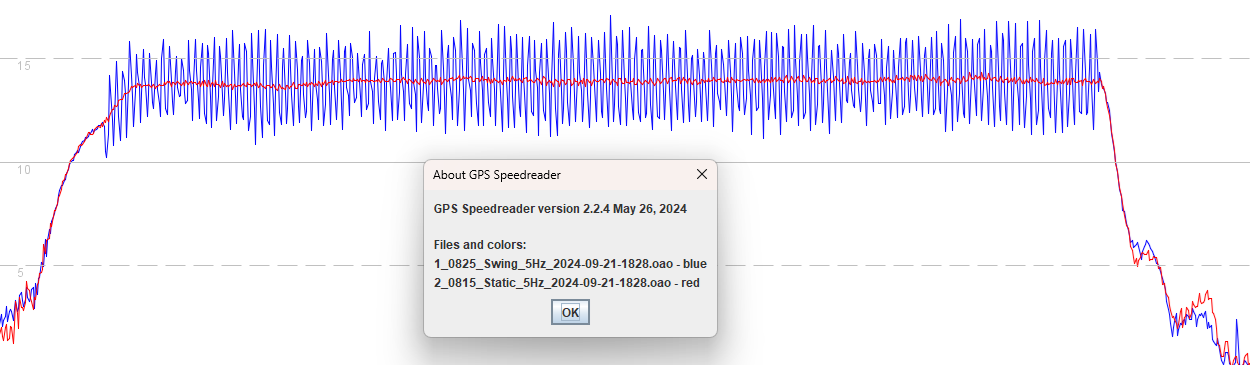 15
10
5
About GPS Speedreader
GPS Speedreader version 2.2.4 May 26, 2024
Files and colors:
1_0825_Swing_5Hz_2024-09-21-1828.oao - blue
2_0815_Static_5Hz_2024-09-21-1828.oao - red
OK